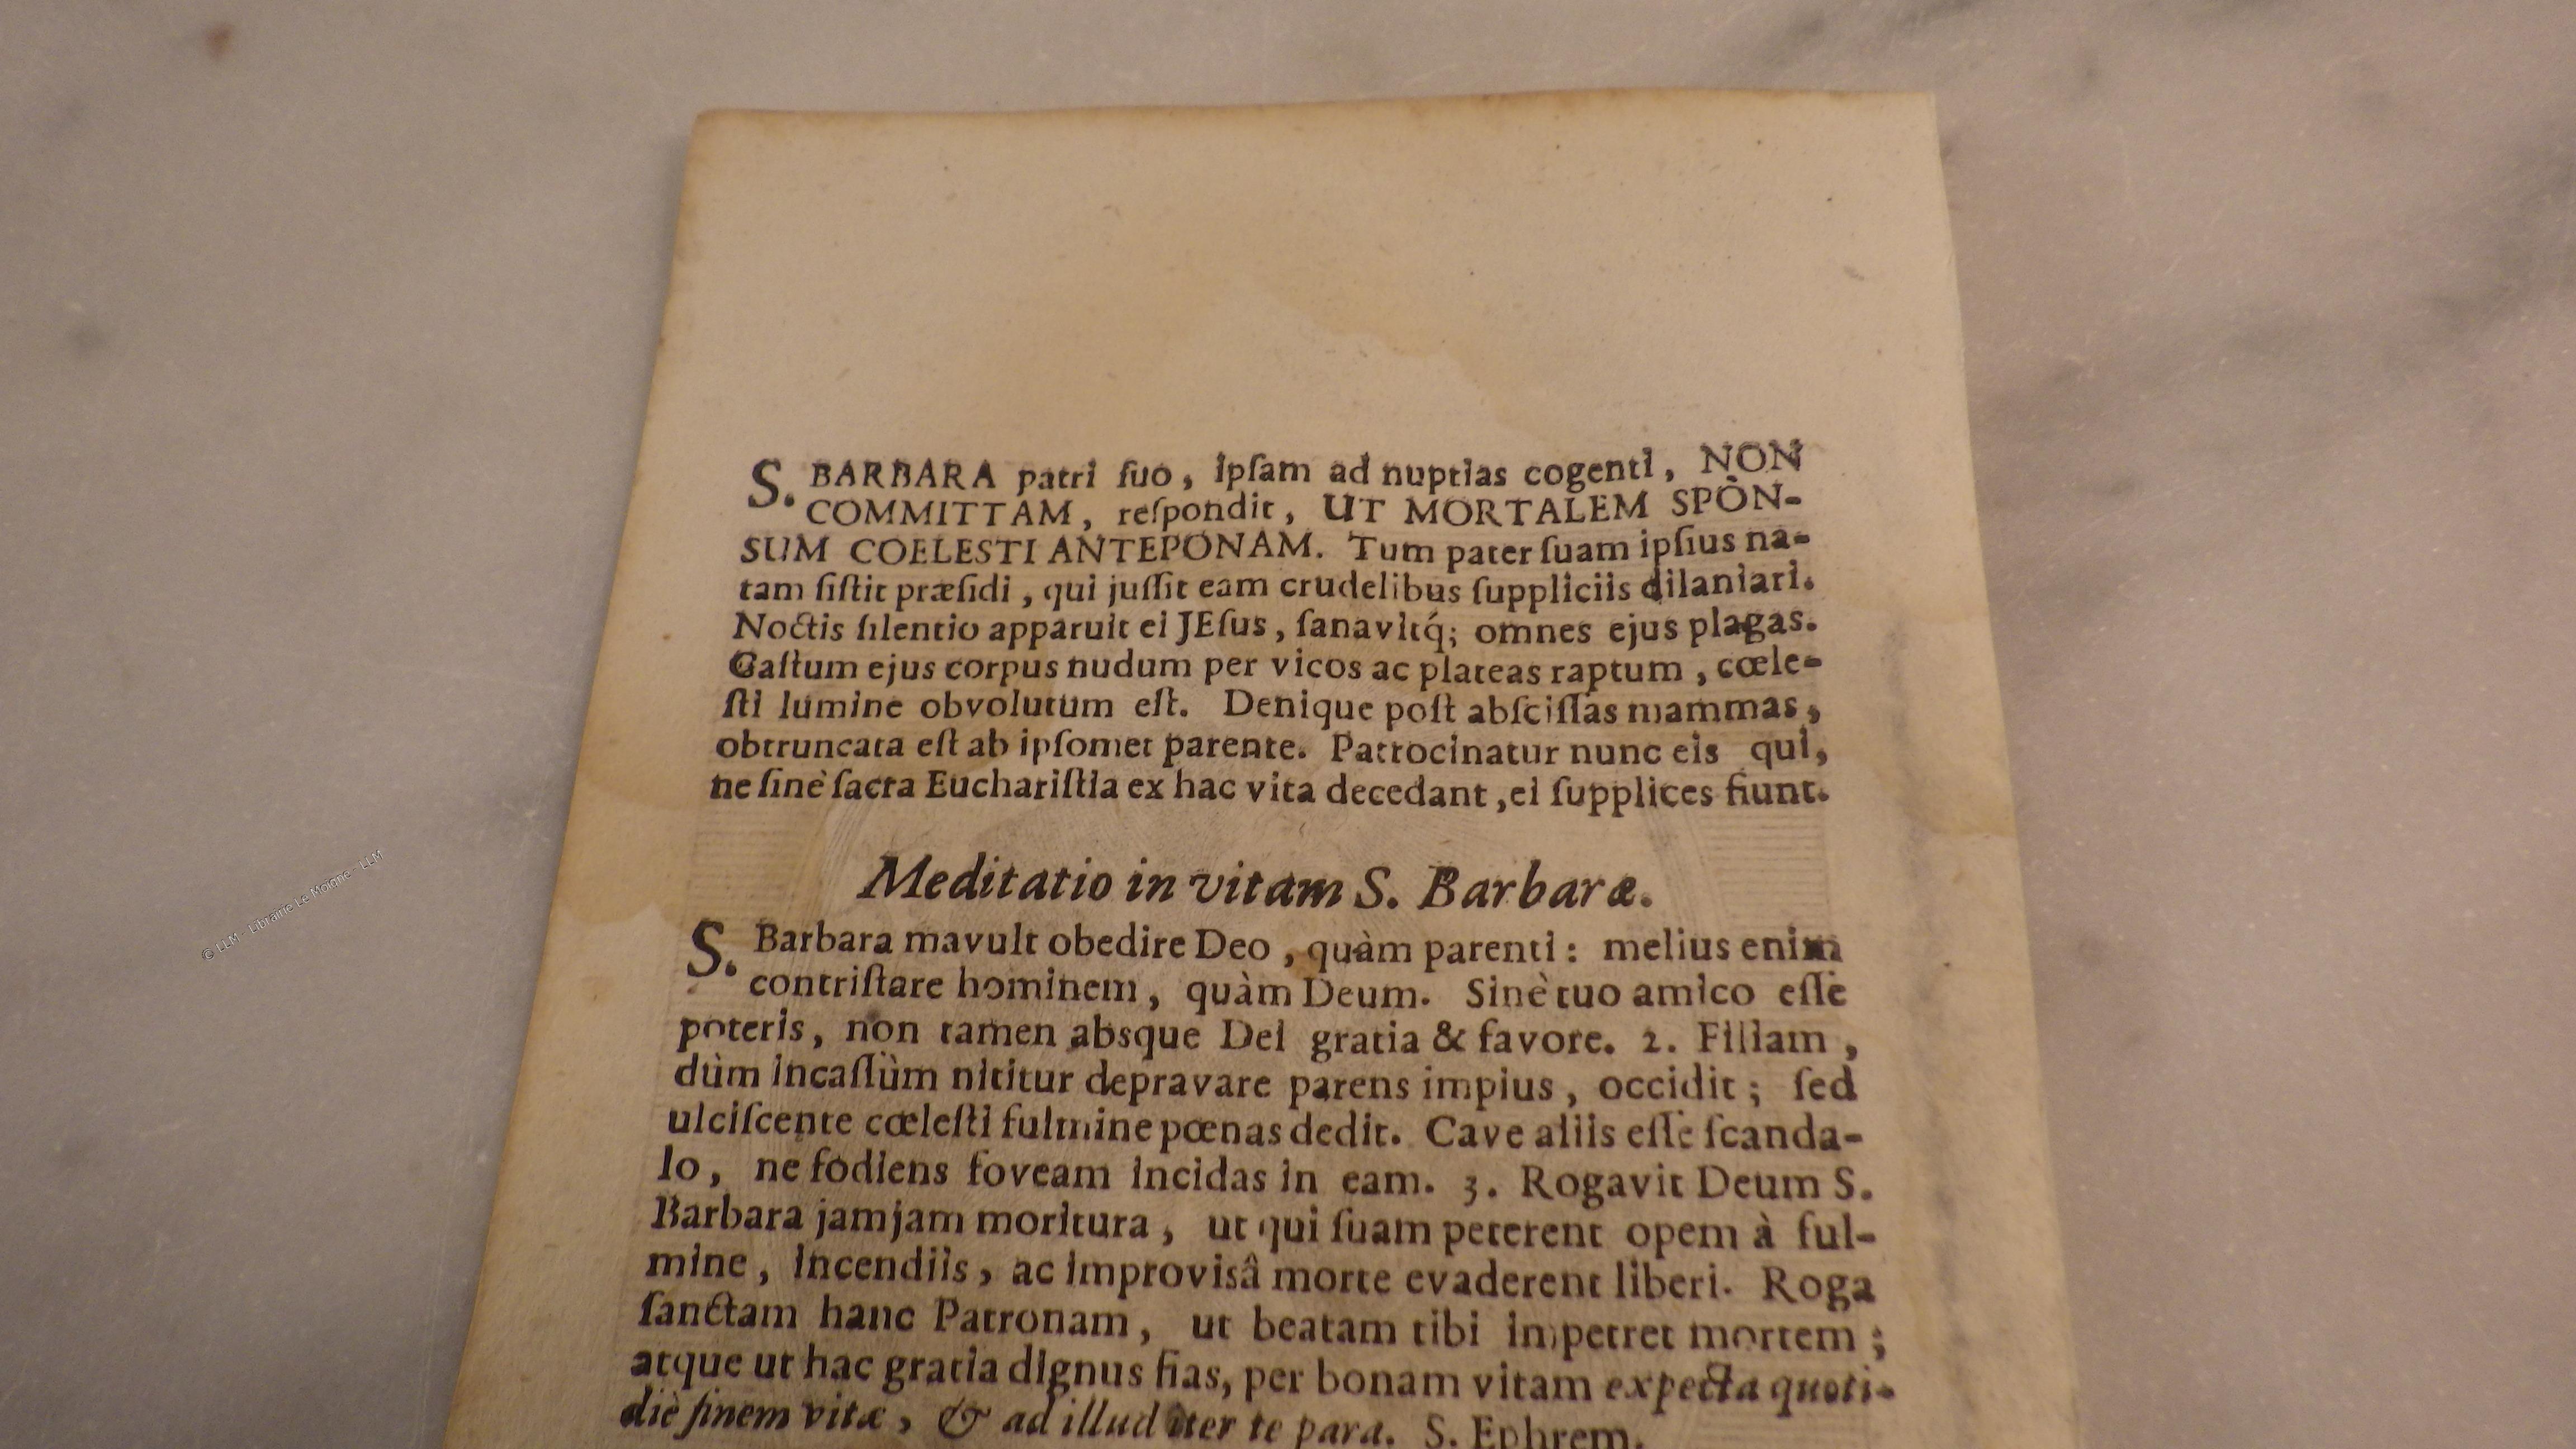 S. BARBARA patri ſuo, ipſam ad nuptias cogenti, NON
COMMITTAM, reſpondit, UT MORTALEM SPÒN-
SUM COELESTI ANTEPONAM. Tum pater ſuam ipſius na-
tam ſiſtit præſidi, qui juſſit eam crudelibus ſuppliciis dilaniari.
Noctis ſilentio apparuit ei JEſus, ſanavitq́; omnes ejus plagas.
Caſtum ejus corpus nudum per vicos ac plateas raptum, cœle-
ſti lumine obvolutum eſt. Denique poſt abſciſſas mammas,
obtruncata eſt ab ipſomet parente. Patrocinatur nunc eis qui,
ne ſinè ſacra Euchariſtia ex hac vita decedant, ei ſupplices fiunt.
Meditatio in vitam S. Barbaræ.
S. Barbara mavult obedire Deo, quàm parenti: melius enim
contriſtare hominem, quàm Deum. Sinè tuo amico eſſe
poteris, non tamen absque Dei gratia & favore. 2. Filiam,
dùm incaſſùm nititur depravare parens impius, occidit; ſed
ulciſcente cœleſti fulmine pœnas dedit. Cave aliis eſſe ſcanda-
lo, ne fodiens foveam incidas in eam. 3. Rogavit Deum S.
Barbara jamjam moritura, ut qui ſuam peterent opem à ful-
mine, incendiis, ac improvisâ morte evaderent liberi. Roga
ſanctam hanc Patronam, ut beatam tibi impetret mortem;
atque ut hac gratia dignus fias, per bonam vitam expecta quoti-
diè finem vitæ, & ad illud iter te para. S. Ephrem.
© LLM - Librairie Le Moigne - LLM